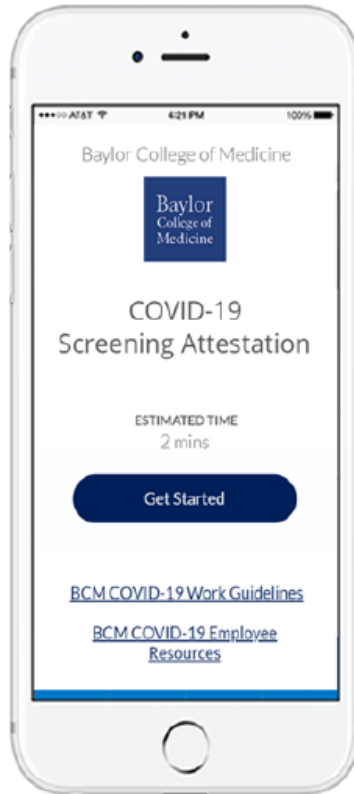 ●●●○○ AT&T 4:21 PM 100%
Baylor College of Medicine
Baylor
College of
Medicine
COVID-19
Screening Attestation
ESTIMATED TIME
2 mins
Get Started
BCM COVID-19 Work Guidelines
BCM COVID-19 Employee
Resources